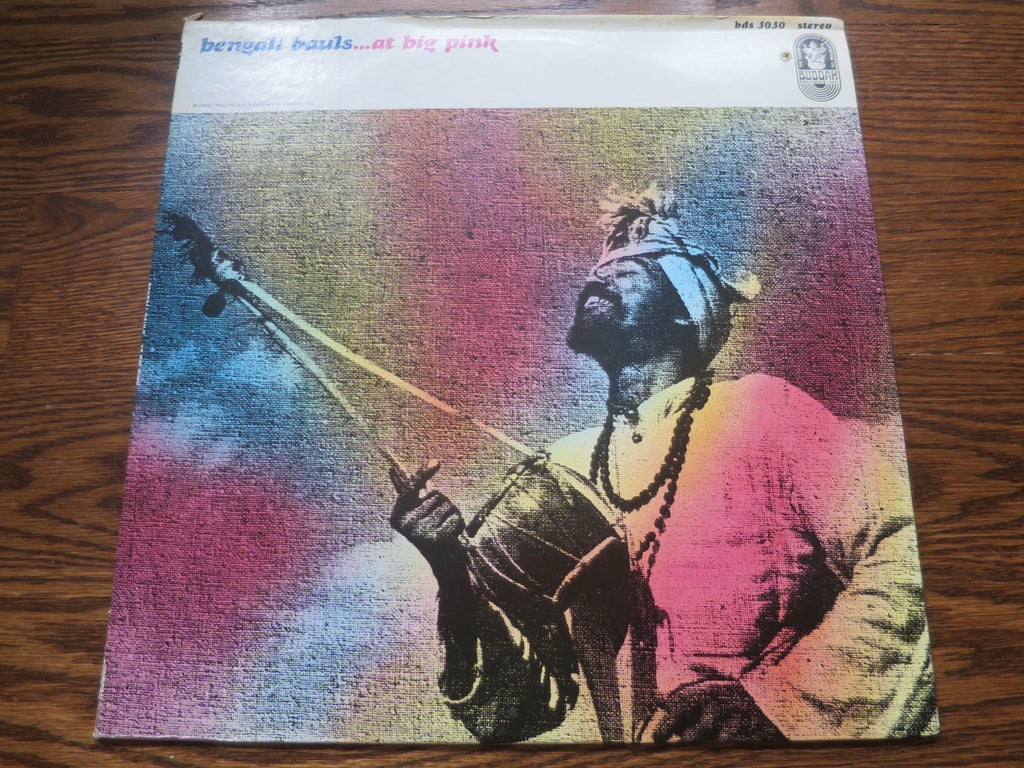 bengali bauls...at big pink
bds 5050 stereo
BUDDAH